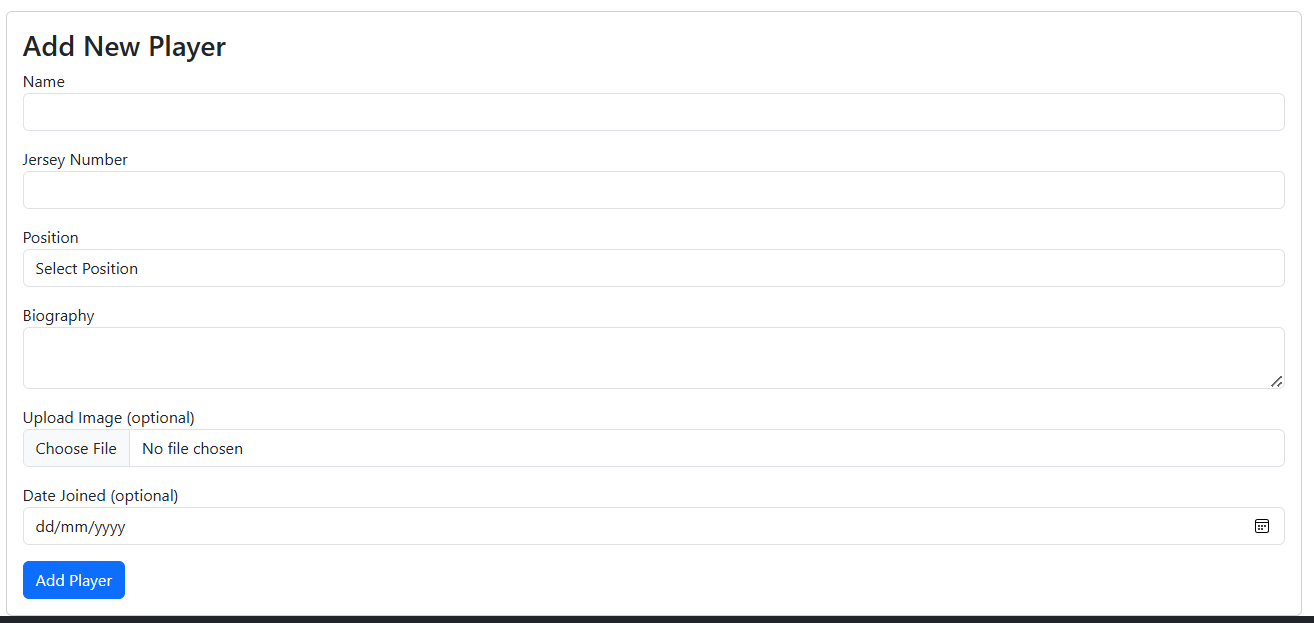 Add New Player
Name
Jersey Number
Position
Select Position
Biography
Upload Image (optional)
Choose File No file chosen
Date Joined (optional)
dd/mm/yyyy
Add Player